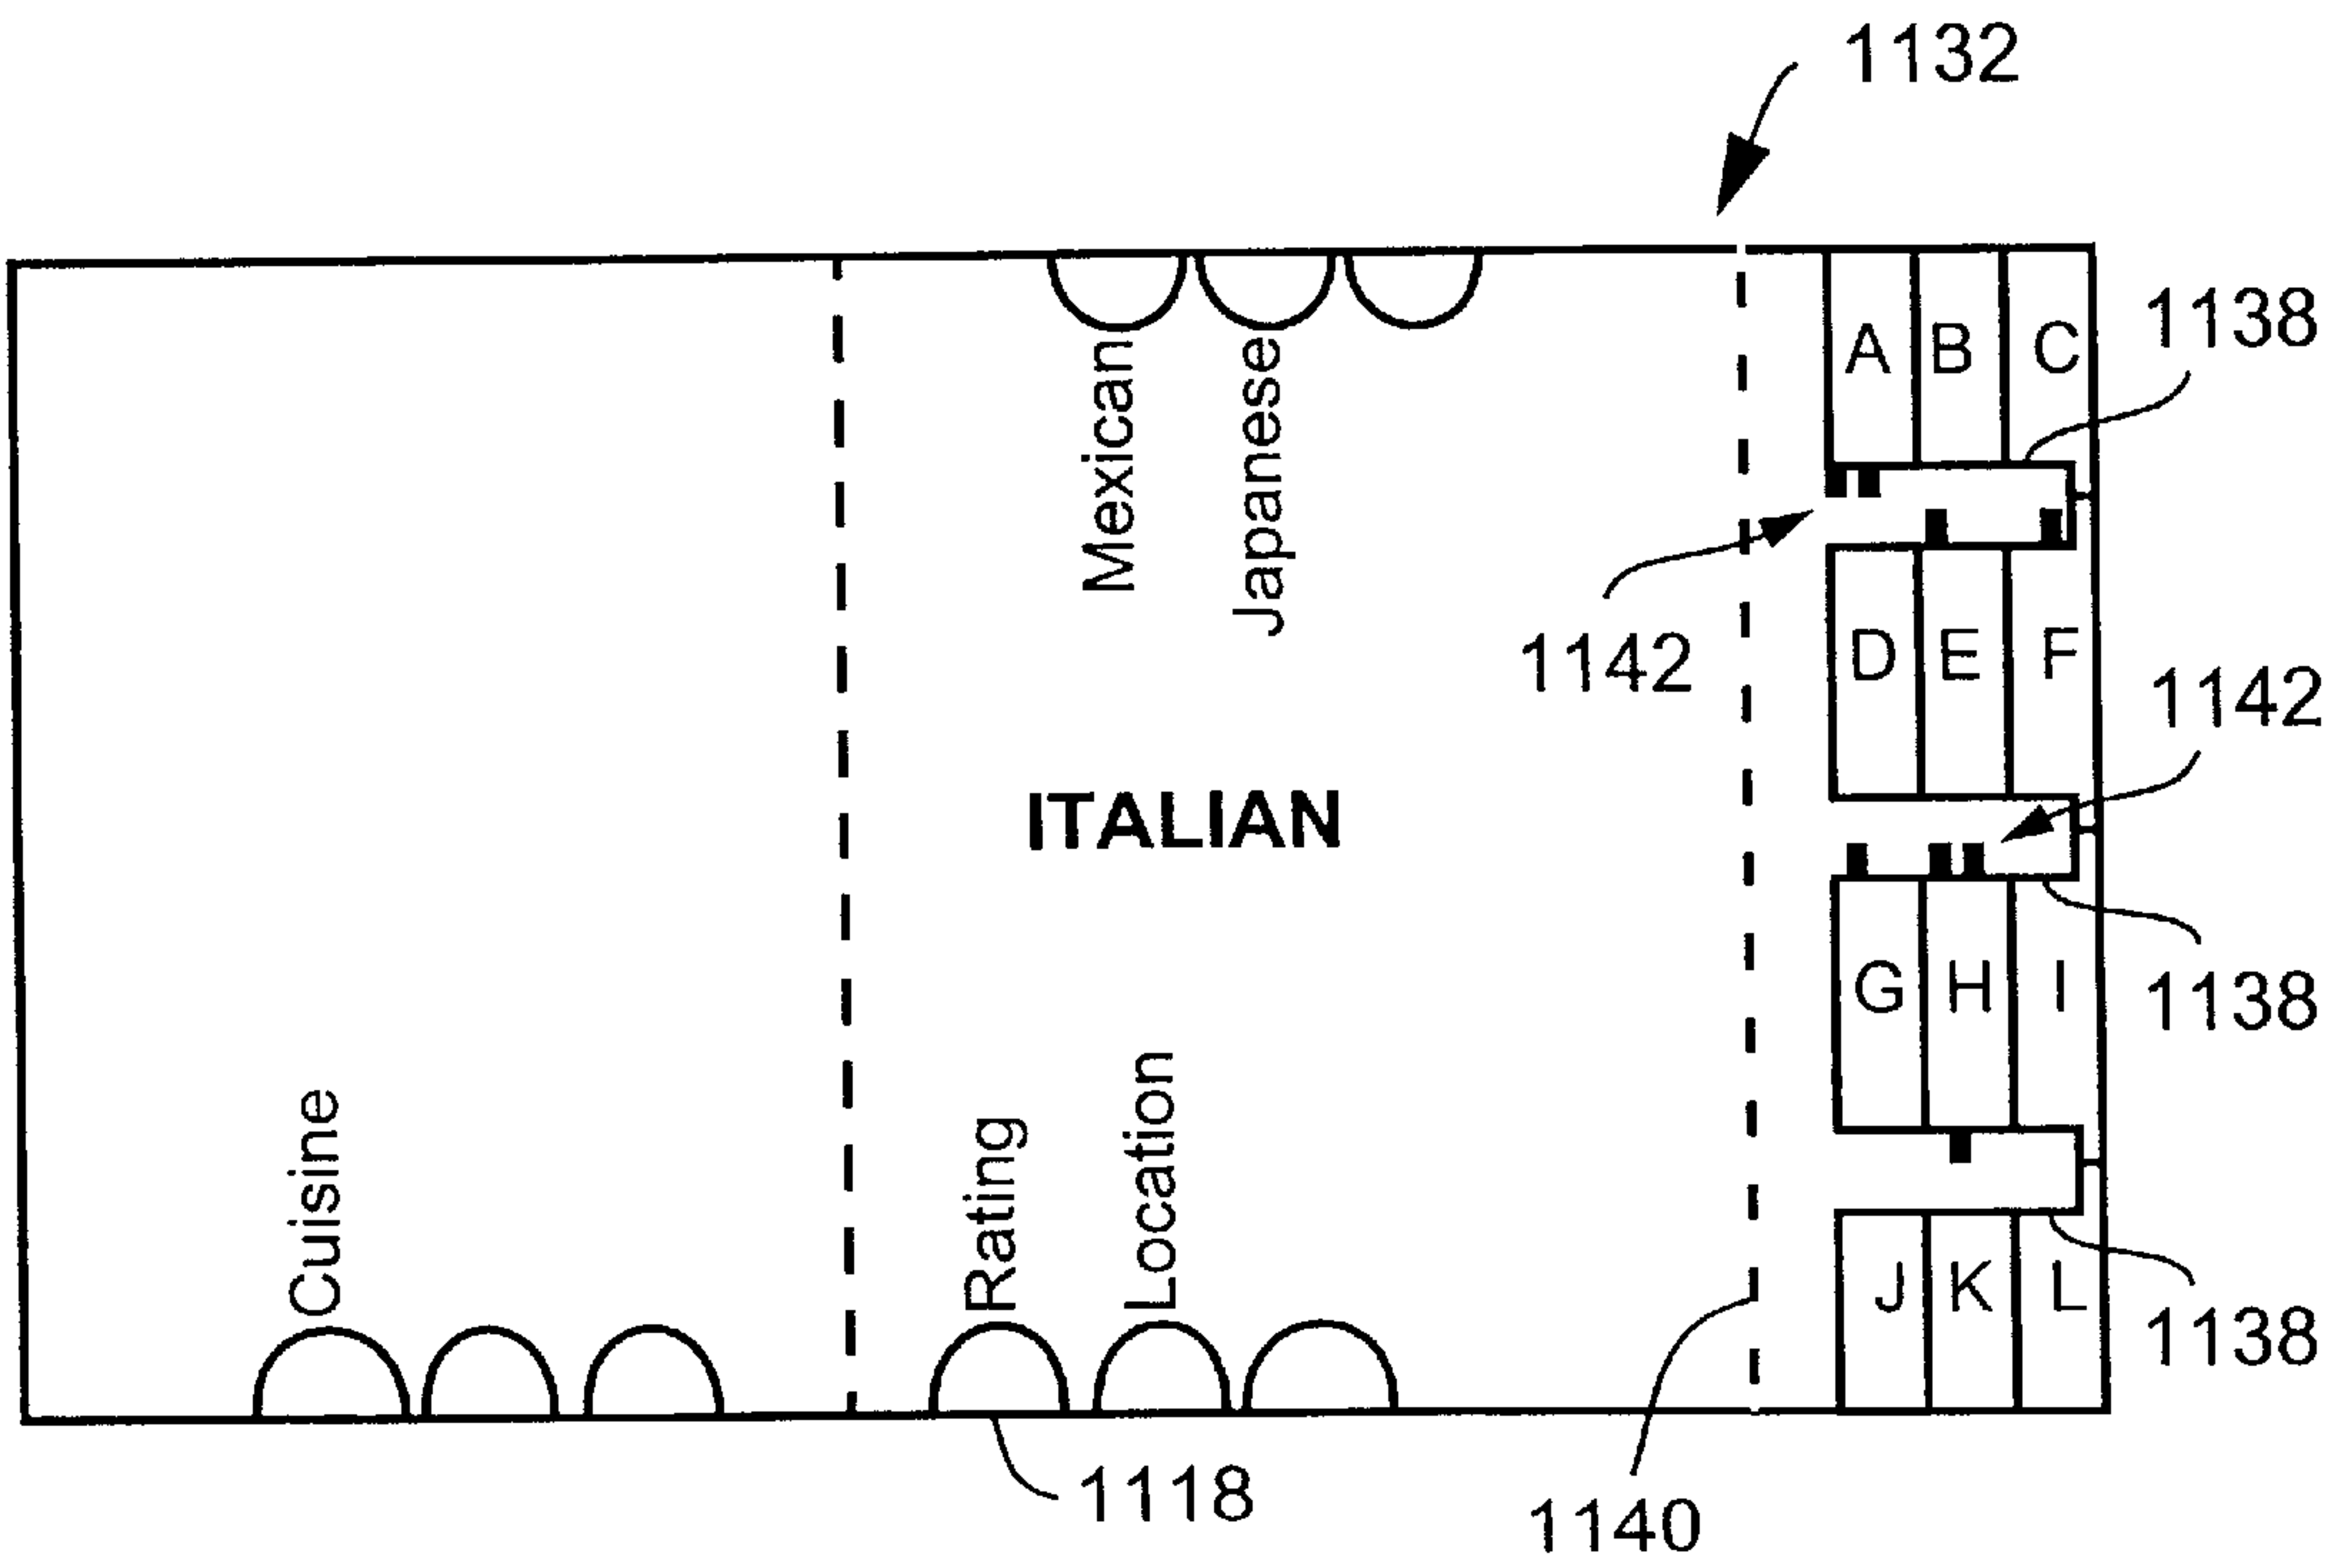 1132
A B C
1138
Mexican
Japanese
1142
D E F
1142
ITALIAN
G H I
1138
Cuisine
Rating
Location
J K L
1138
1118
1140